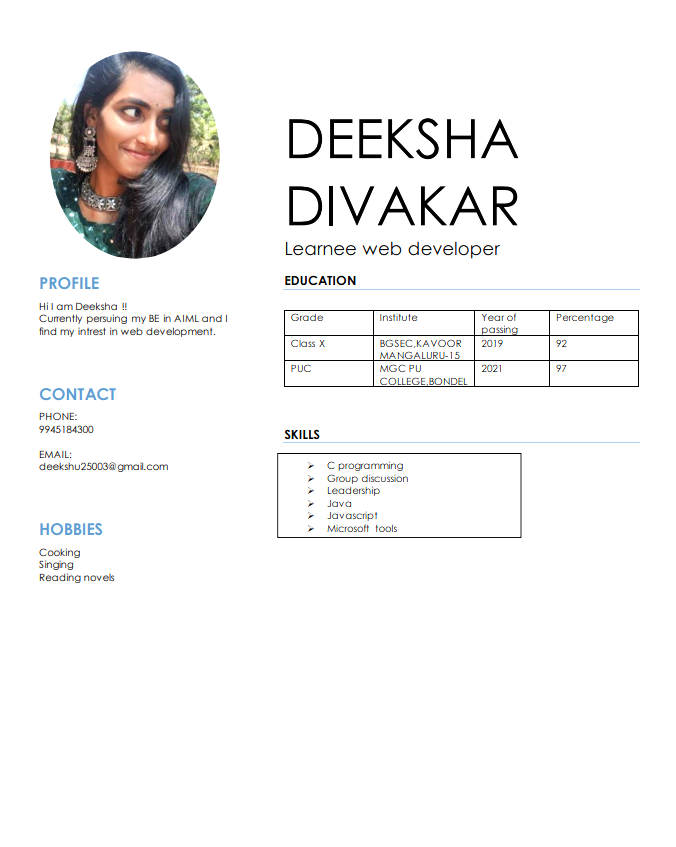 DEEKSHA
DIVAKAR
Learnee web developer
PROFILE
Hi I am Deeksha !!
Currently persuing my BE in AIML and I
find my intrest in web development.
CONTACT
PHONE:
9945184300
EMAIL:
deekshu25003@gmail.com
HOBBIES
Cooking
Singing
Reading novels
EDUCATION
Grade Institute Year of
passing Percentage
Class X BGSEC,KAVOOR
MANGALURU-15 2019 92
PUC MGC PU
COLLEGE,BONDEL 2021 97
SKILLS
C programming
Group discussion
Leadership
Java
Javascript
Microsoft tools